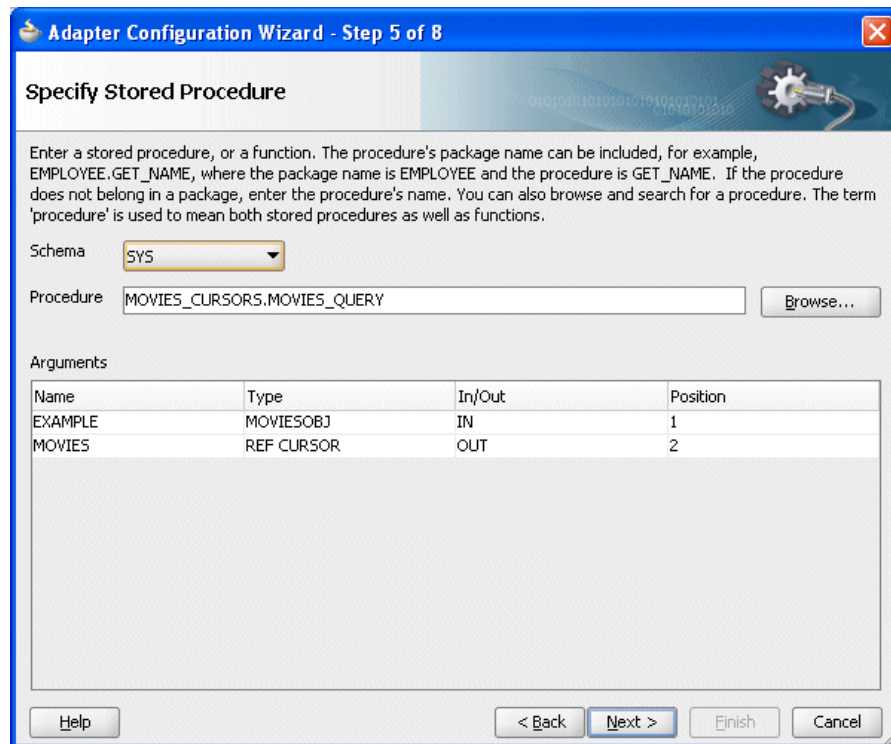 Adapter Configuration Wizard - Step 5 of 8
Specify Stored Procedure
Enter a stored procedure, or a function. The procedure's package name can be included, for example,
EMPLOYEE.GET_NAME, where the package name is EMPLOYEE and the procedure is GET_NAME. If the procedure
does not belong in a package, enter the procedure's name. You can also browse and search for a procedure. The term
'procedure' is used to mean both stored procedures as well as functions.
Schema SYS
Procedure MOVIES_CURSORS.MOVIES_QUERY Browse...
Arguments
Name Type In/Out Position
EXAMPLE MOVIESOBJ IN 1
MOVIES REF CURSOR OUT 2
Help < Back Next > Finish Cancel